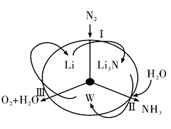 N₂
I
Li Li₃N
H₂O
III
W
II
O₂+H₂O
NH₃